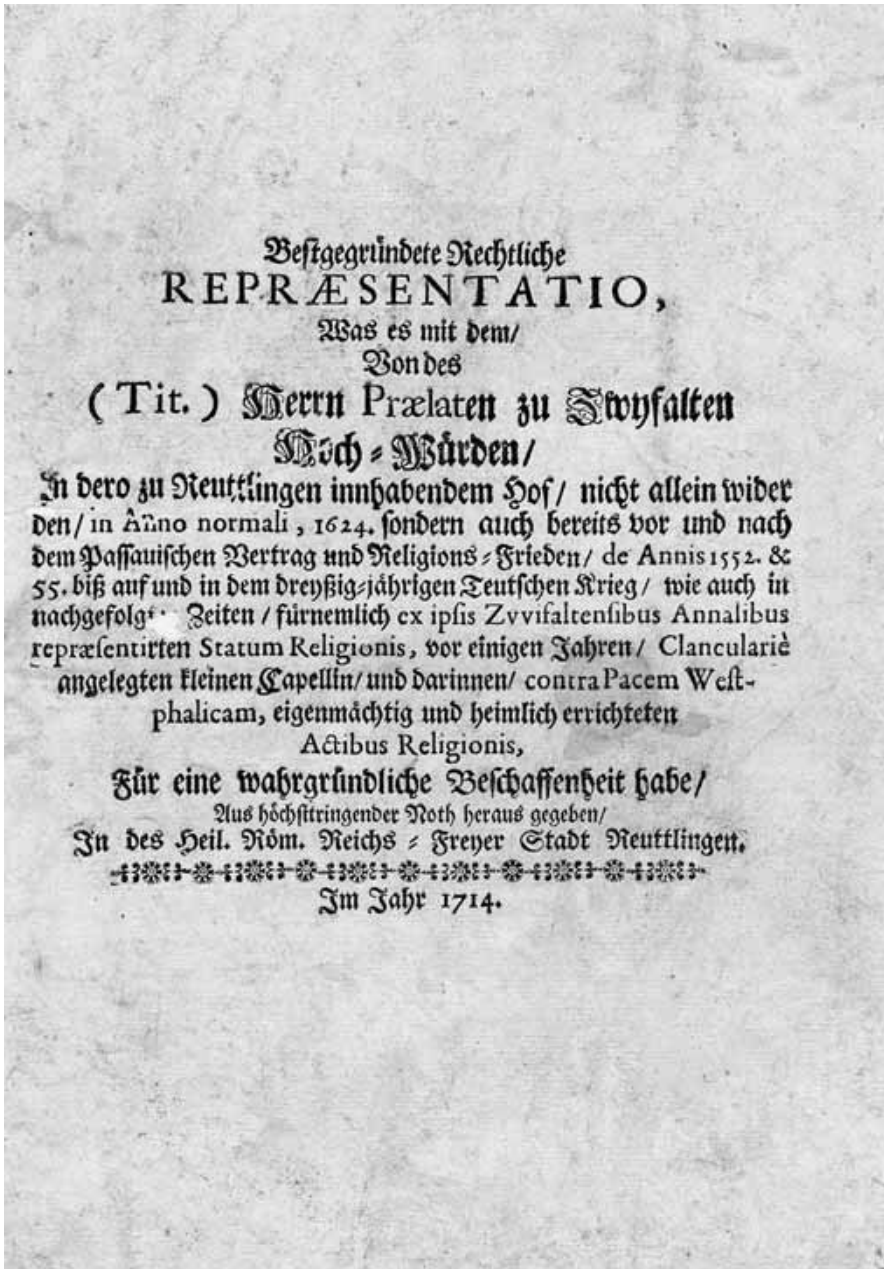 Bestgegründete Rechtliche
REPRÆSENTATIO,
Was es mit dem/
Von des
(Tit.) Herrn Prælaten zu Zwyfalten
Hoch-Würden/
In dero zu Reuttlingen innhabendem Hof/ nicht allein wider
den/ in Anno normali, 1624. sondern auch bereits vor und nach
dem Passauischen Vertrag und Religions-Frieden/ de Annis 1552. &
55. biß auf und in dem dreyßig-jährigen Teutschen Krieg/ wie auch in
Zeiten/ fürnemlich ex ipsis Zvvifaltensibus Annalibus
repræsentirten Statum Religionis, vor einigen Jahren/ Clancularië
angelegten kleinen Capellin/ und darinnen/ contra Pacem West-
phalicam, eigenmächtig und heimlich errichteten
Actibus Religionis,
Für eine wahrgründliche Beschaffenheit habe/
Aus höchsttringender Noth heraus gegeben/
In des Heil. Röm. Reichs-Freyer Stadt Reuttlingen.
Im Jahr 1714.